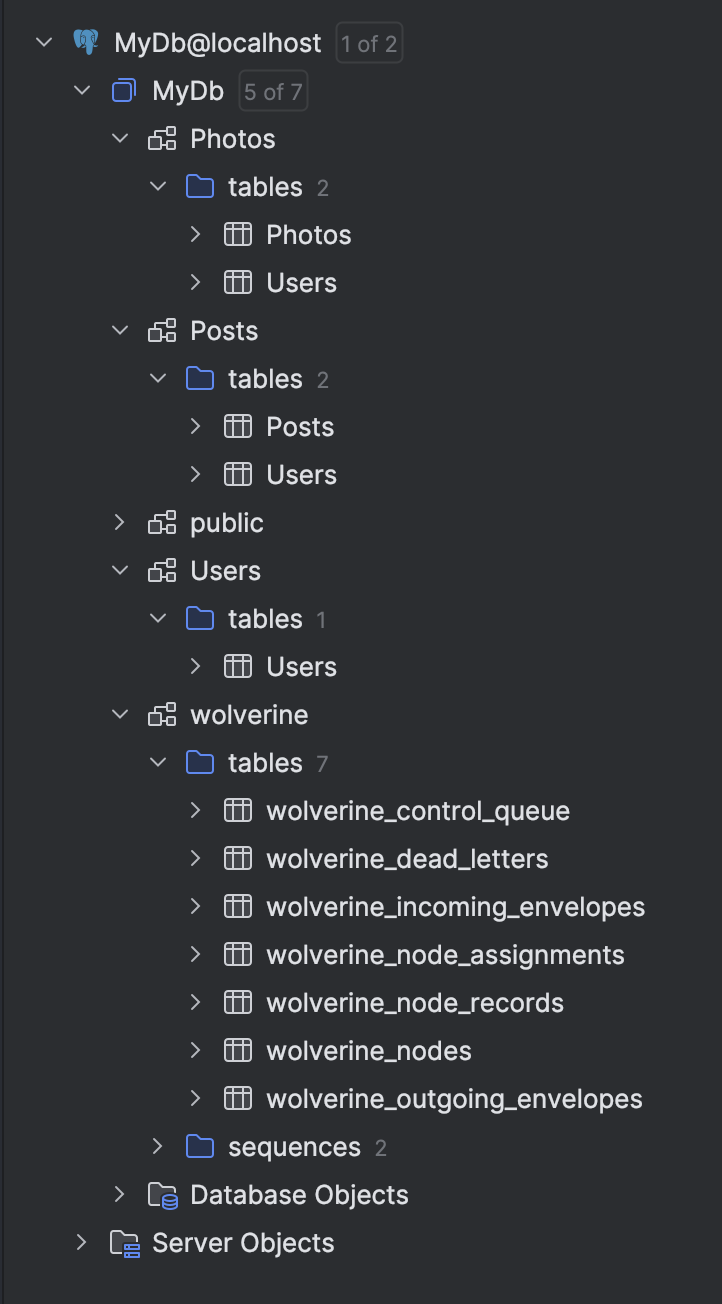 MyDb@localhost 1 of 2
MyDb 5 of 7
Photos
tables 2
Photos
Users
Posts
tables 2
Posts
Users
public
Users
tables 1
Users
wolverine
tables 7
wolverine_control_queue
wolverine_dead_letters
wolverine_incoming_envelopes
wolverine_node_assignments
wolverine_node_records
wolverine_nodes
wolverine_outgoing_envelopes
sequences 2
Database Objects
Server Objects